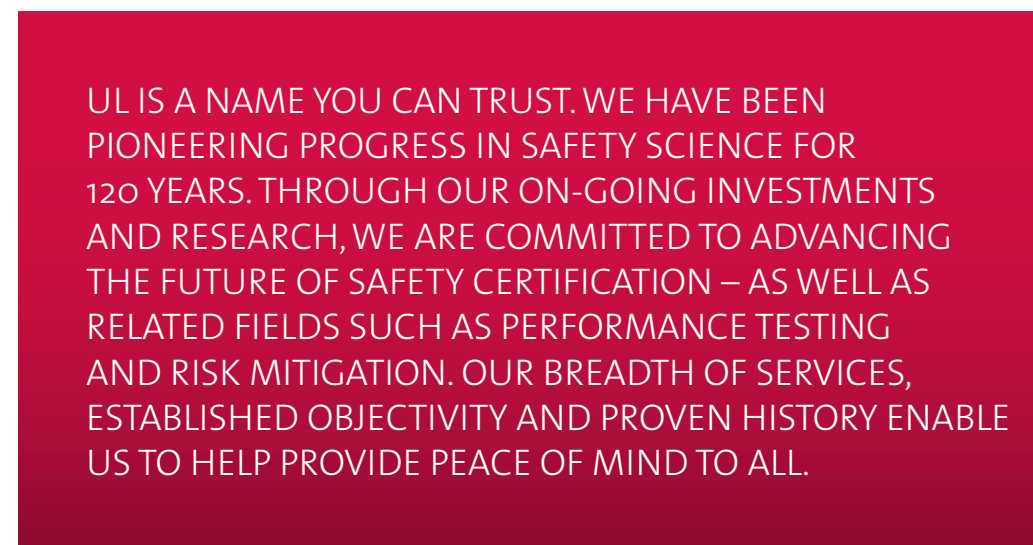 UL IS A NAME YOU CAN TRUST. WE HAVE BEEN
PIONEERING PROGRESS IN SAFETY SCIENCE FOR
120 YEARS. THROUGH OUR ON-GOING INVESTMENTS
AND RESEARCH, WE ARE COMMITTED TO ADVANCING
THE FUTURE OF SAFETY CERTIFICATION – AS WELL AS
RELATED FIELDS SUCH AS PERFORMANCE TESTING
AND RISK MITIGATION. OUR BREADTH OF SERVICES,
ESTABLISHED OBJECTIVITY AND PROVEN HISTORY ENABLE
US TO HELP PROVIDE PEACE OF MIND TO ALL.